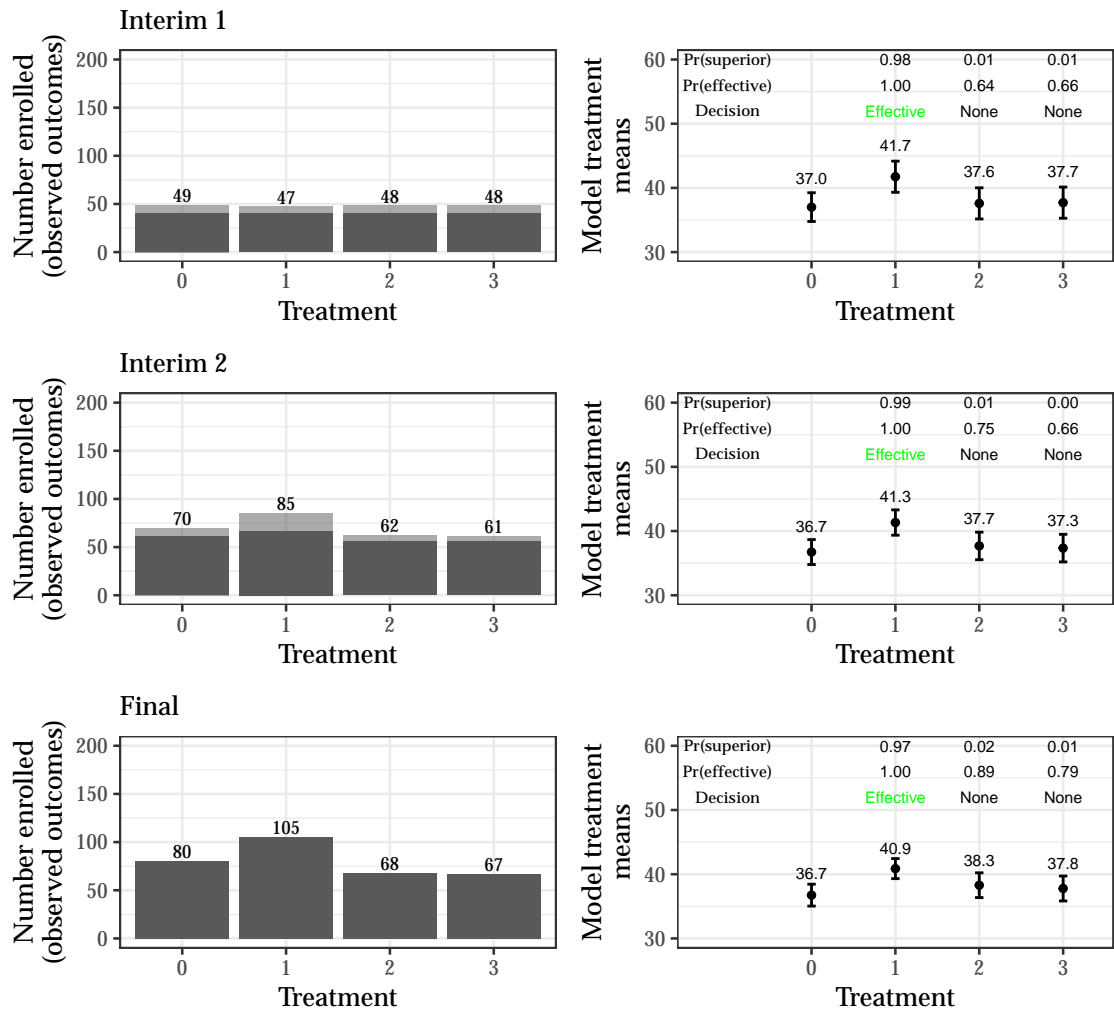 Interim 1
Number enrolled
(observed outcomes)
200
150
100
50
0
49 47 48 48
0 1 2 3
Treatment
Model treatment
means
60
50
40
30
Pr(superior) 0.98 0.01 0.01
Pr(effective) 1.00 0.64 0.66
Decision Effective None None
37.0 41.7 37.6 37.7
0 1 2 3
Treatment
Interim 2
Number enrolled
(observed outcomes)
200
150
100
50
0
70 85 62 61
0 1 2 3
Treatment
Model treatment
means
60
50
40
30
Pr(superior) 0.99 0.01 0.00
Pr(effective) 1.00 0.75 0.66
Decision Effective None None
36.7 41.3 37.7 37.3
0 1 2 3
Treatment
Final
Number enrolled
(observed outcomes)
200
150
100
50
0
80 105 68 67
0 1 2 3
Treatment
Model treatment
means
60
50
40
30
Pr(superior) 0.97 0.02 0.01
Pr(effective) 1.00 0.89 0.79
Decision Effective None None
36.7 40.9 38.3 37.8
0 1 2 3
Treatment